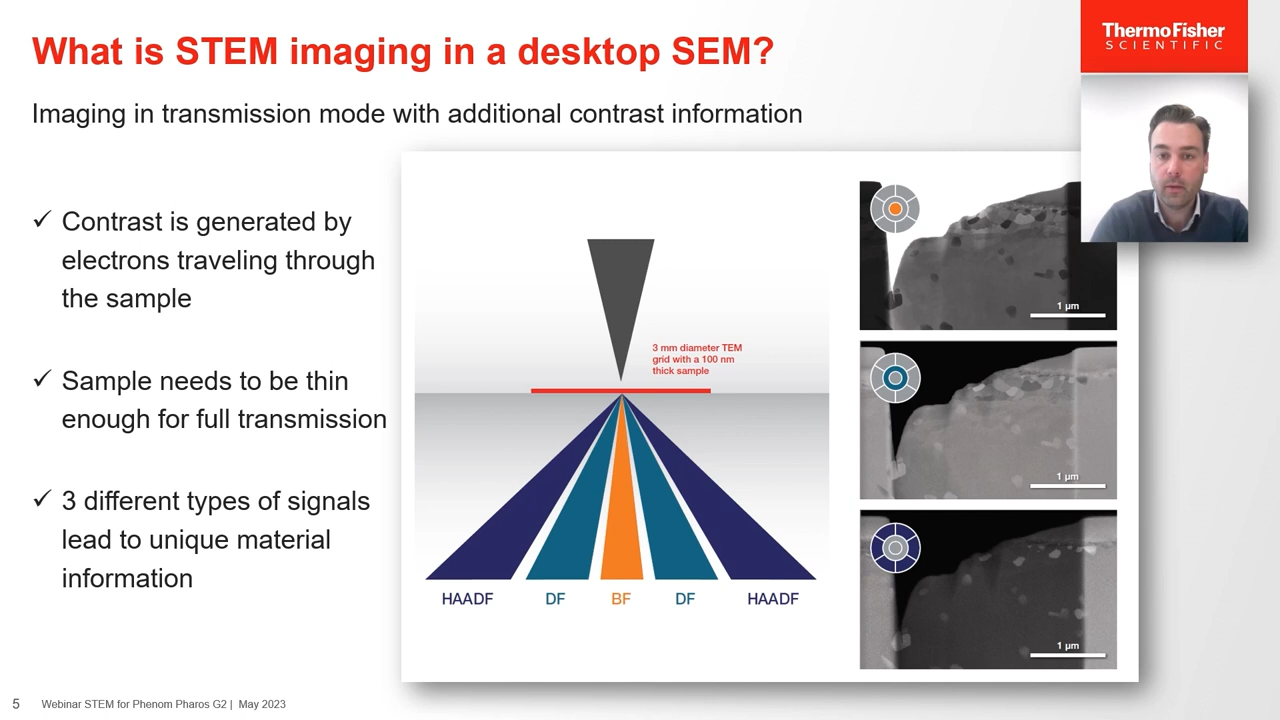 What is STEM imaging in a desktop SEM?
ThermoFisher
SCIENTIFIC
Imaging in transmission mode with additional contrast information
✓ Contrast is generated by
electrons traveling through
the sample
✓ Sample needs to be thin
enough for full transmission
✓ 3 different types of signals
lead to unique material
information
3 mm diameter TEM
grid with a 100 nm
thick sample
HAADF DF BF DF HAADF
1 µm
1 µm
1 µm
5 Webinar STEM for Phenom Pharos G2 | May 2023